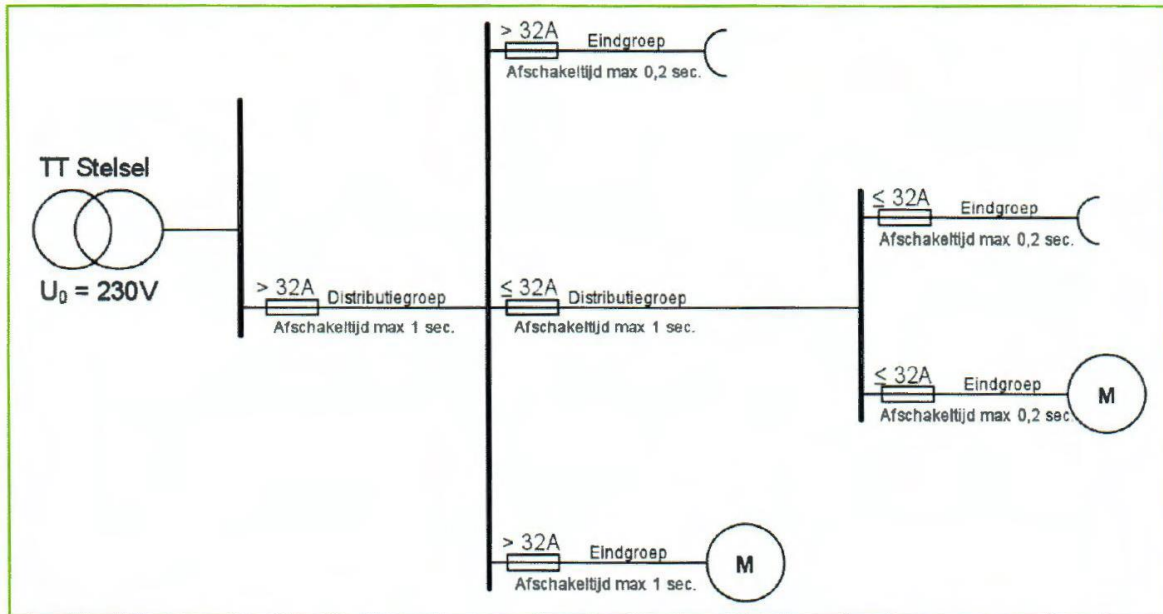 TT Stelsel
U₀ = 230V
> 32A
Distributiegroep
Afschakeltijd max 1 sec.
> 32A
Eindgroep
Afschakeltijd max 0,2 sec.
≤ 32A
Distributiegroep
Afschakeltijd max 1 sec.
> 32A
Eindgroep
Afschakeltijd max 1 sec.
M
≤ 32A
Eindgroep
Afschakeltijd max 0,2 sec.
≤ 32A
Eindgroep
Afschakeltijd max 0,2 sec.
M